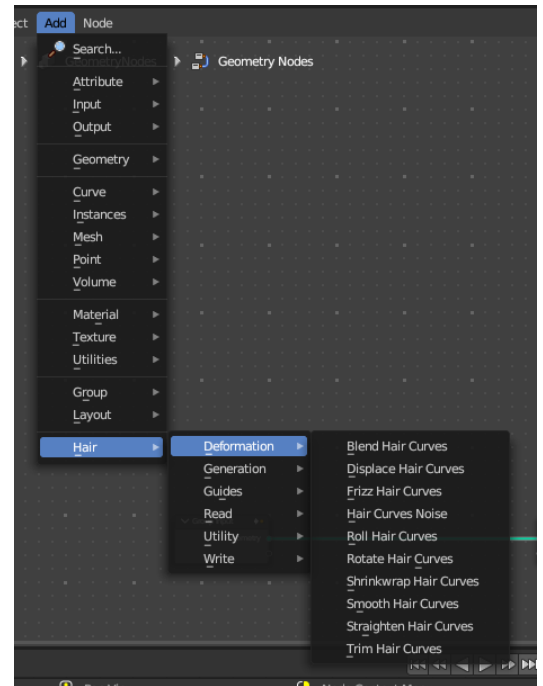 ect Add Node
Search...
GeometryNodes Geometry Nodes
Attribute
Input
Output
Geometry
Curve
Instances
Mesh
Point
Volume
Material
Texture
Utilities
Group
Layout
Hair
Deformation
Generation
Guides
Read
Utility
Write
Blend Hair Curves
Displace Hair Curves
Frizz Hair Curves
Hair Curves Noise
Roll Hair Curves
Rotate Hair Curves
Shrinkwrap Hair Curves
Smooth Hair Curves
Straighten Hair Curves
Trim Hair Curves